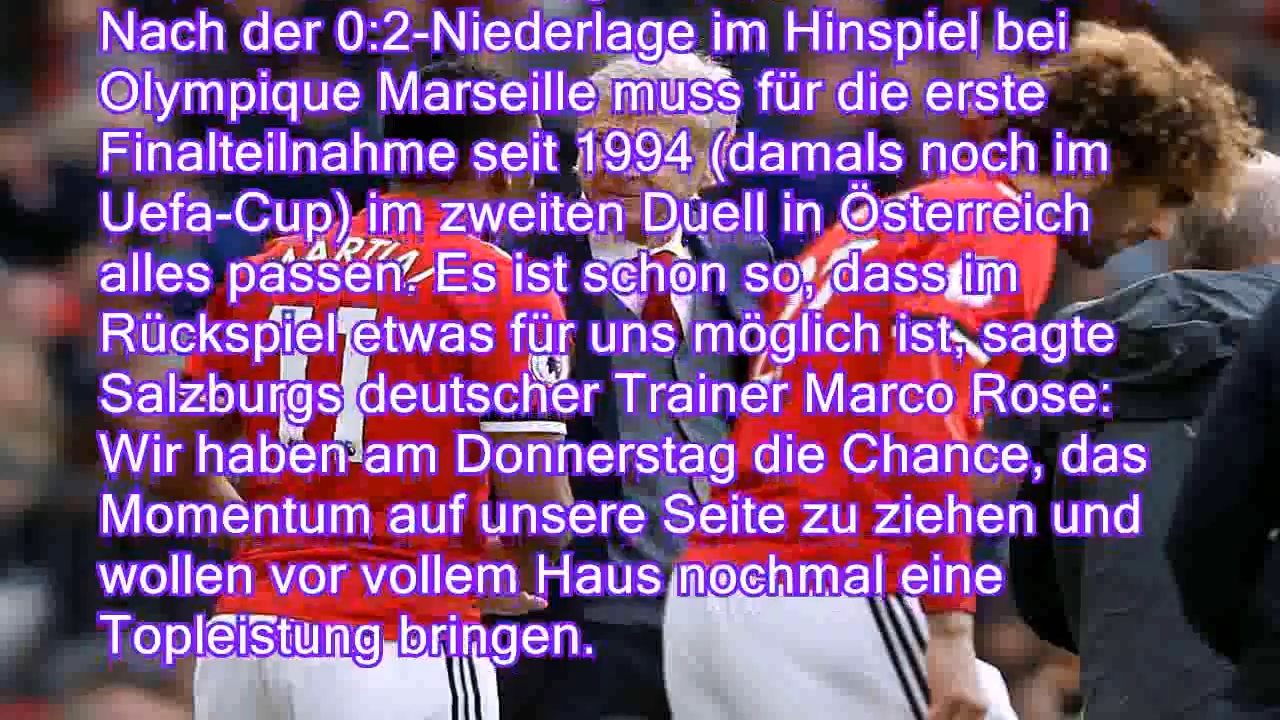 Nach der 0:2-Niederlage im Hinspiel bei
Olympique Marseille muss für die erste
Finalteilnahme seit 1994 (damals noch im
Uefa-Cup) im zweiten Duell in Österreich
alles passen. Es ist schon so, dass im
Rückspiel etwas für uns möglich ist, sagte
Salzburgs deutscher Trainer Marco Rose:
Wir haben am Donnerstag die Chance, das
Momentum auf unsere Seite zu ziehen und
wollen vor vollem Haus nochmal eine
Topleistung bringen.
MARTIAL
11